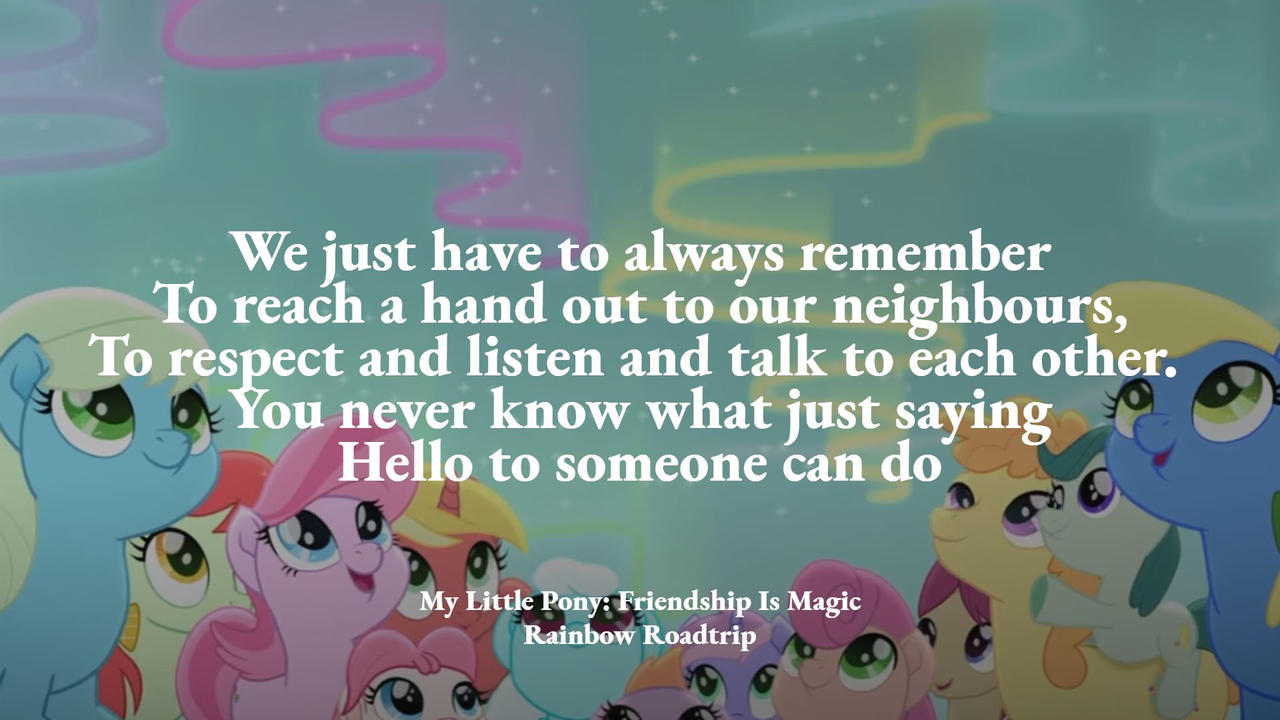 We just have to always remember
To reach a hand out to our neighbours,
To respect and listen and talk to each other.
You never know what just saying
Hello to someone can do
My Little Pony: Friendship Is Magic
Rainbow Roadtrip